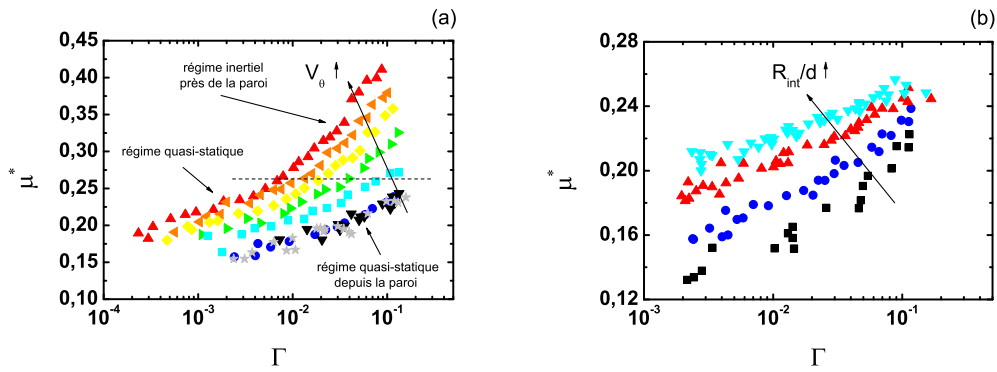 (a)
0,45
0,40
0,35
0,30
0,25
0,20
0,15
0,10
μ*
régime inertiel
près de la paroi
Vθ
régime quasi-statique
régime quasi-statique
depuis la paroi
10⁻⁴
10⁻³
10⁻²
10⁻¹
Γ
(b)
0,28
0,24
0,20
0,16
0,12
μ*
R_int/d
10⁻³
10⁻²
10⁻¹
Γ